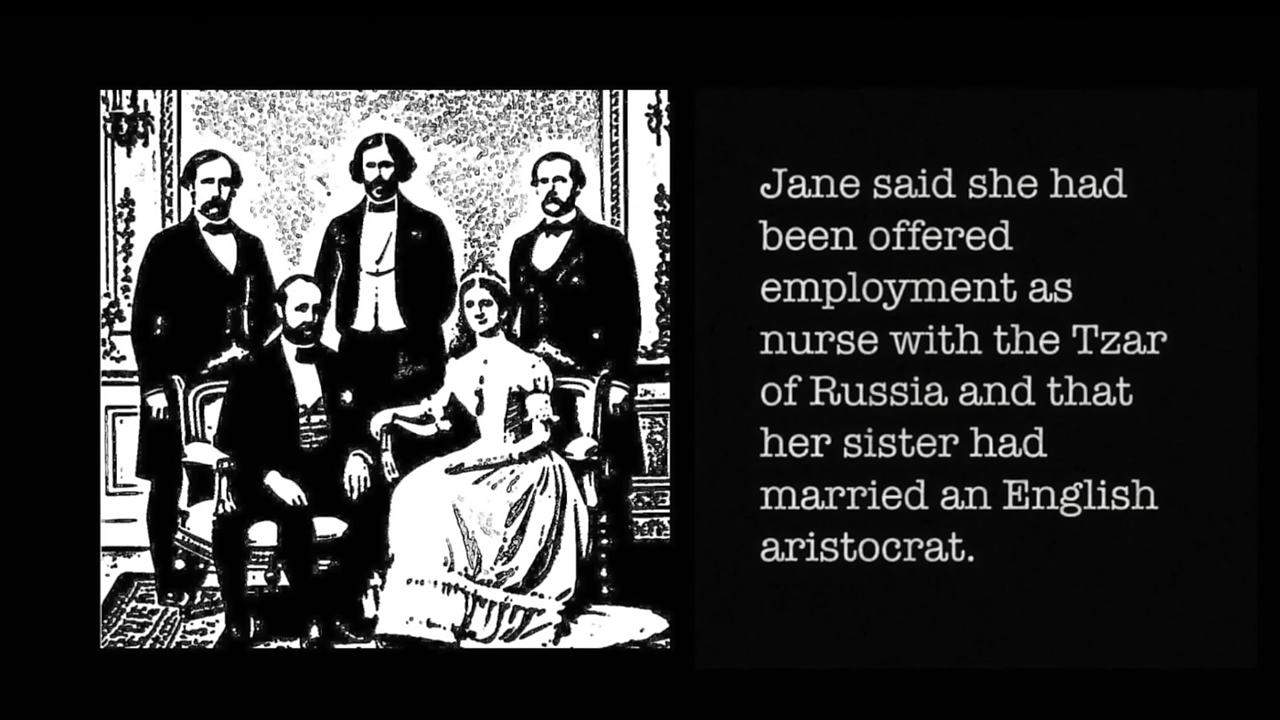 Jane said she had
been offered
employment as
nurse with the Tzar
of Russia and that
her sister had
married an English
aristocrat.